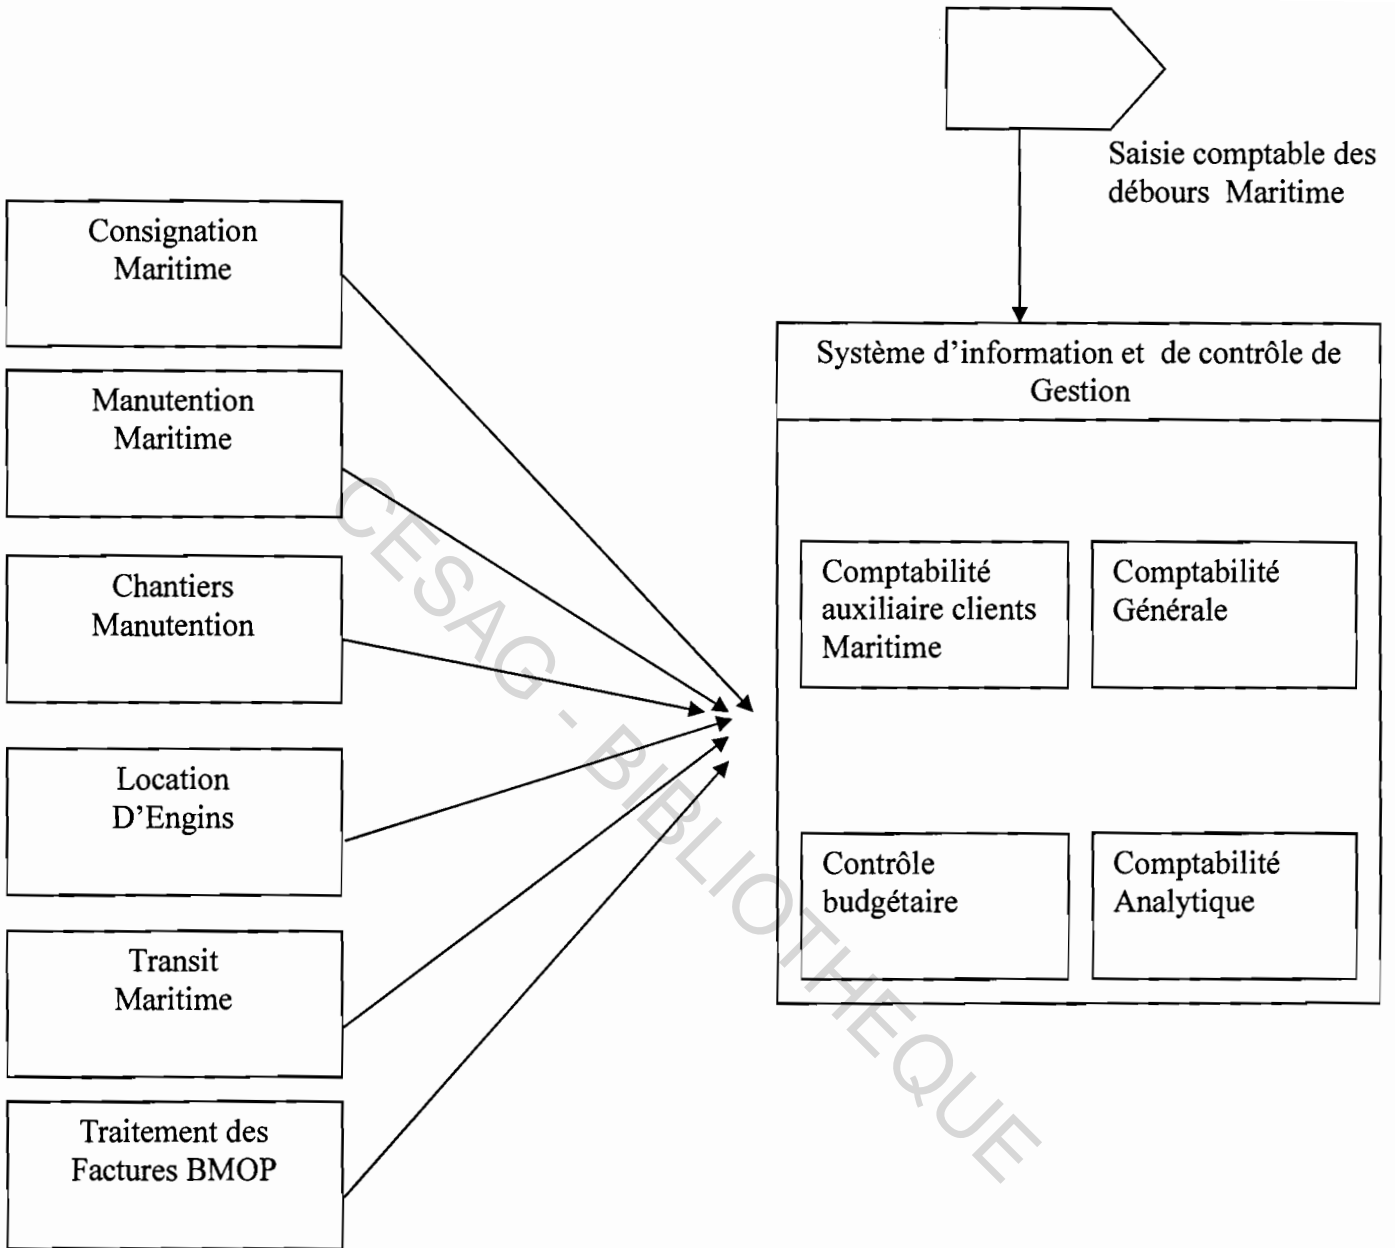 Saisie comptable des
débours Maritime
Consignation
Maritime
Manutention
Maritime
Chantiers
Manutention
Location
D’Engins
Transit
Maritime
Traitement des
Factures BMOP
Système d’information et de contrôle de
Gestion
Comptabilité
auxiliaire clients
Maritime
Comptabilité
Générale
Contrôle
budgétaire
Comptabilité
Analytique
CESAG - BIBLIOTHEQUE